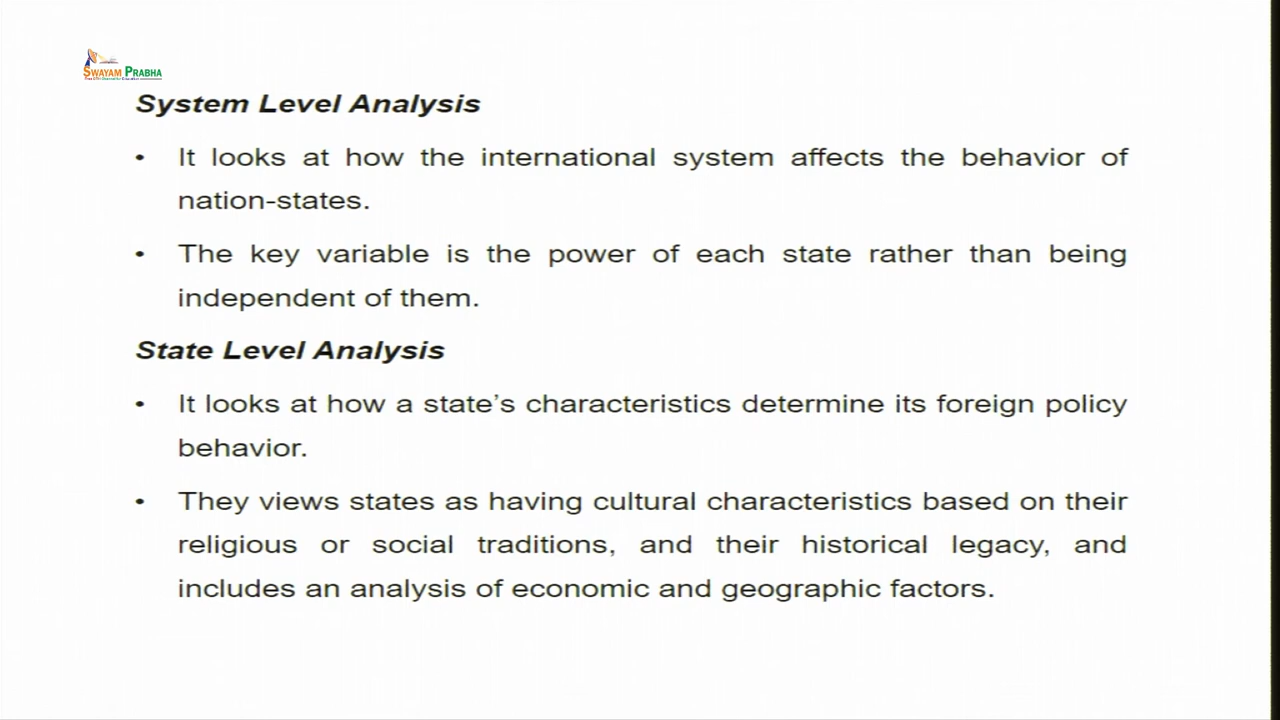 SWAYAM PRABHA
System Level Analysis
• It looks at how the international system affects the behavior of
nation-states.
• The key variable is the power of each state rather than being
independent of them.
State Level Analysis
• It looks at how a state’s characteristics determine its foreign policy
behavior.
• They views states as having cultural characteristics based on their
religious or social traditions, and their historical legacy, and
includes an analysis of economic and geographic factors.